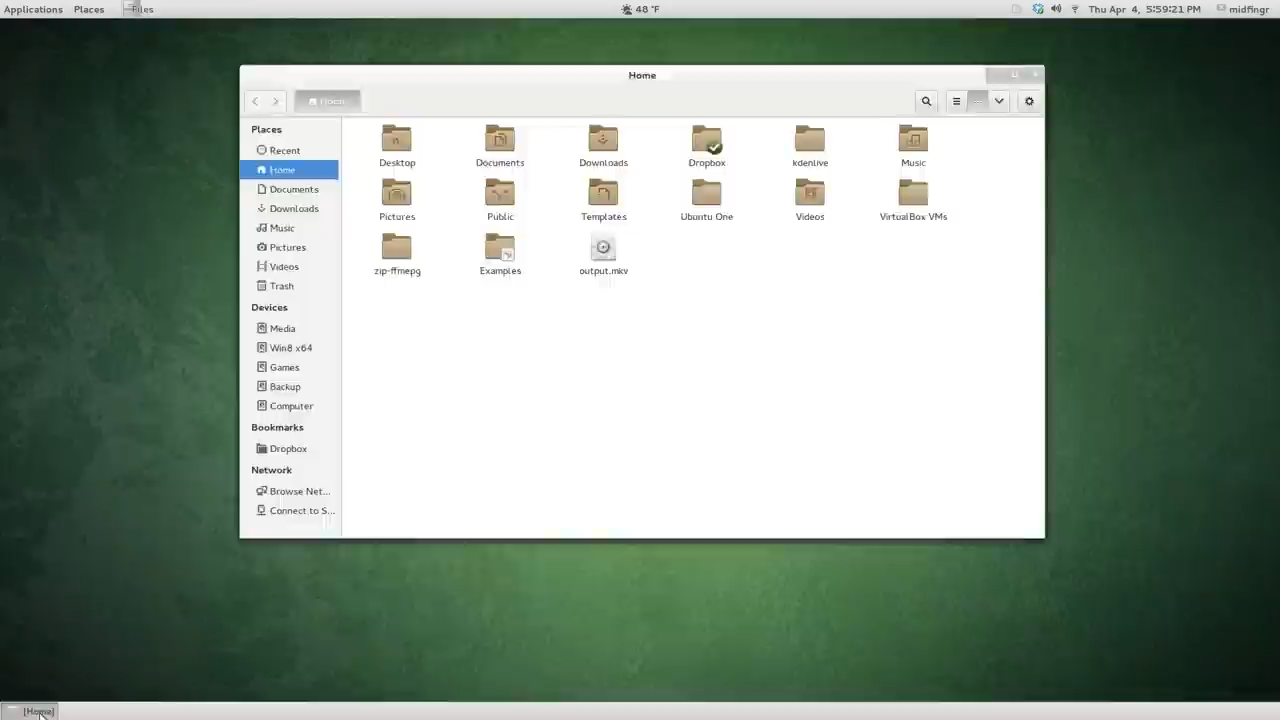 Applications Places Files 48 °F Thu Apr 4, 5:59:21 PM midfingr
Home
Home
Places
Recent
Home
Documents
Downloads
Music
Pictures
Videos
Trash
Devices
Media
Win8 x64
Games
Backup
Computer
Bookmarks
Dropbox
Network
Browse Net...
Connect to S...
Desktop Documents Downloads Dropbox kdenlive Music
Pictures Public Templates Ubuntu One Videos VirtualBox VMs
zip-ffmepg Examples output.mkv
[Home]